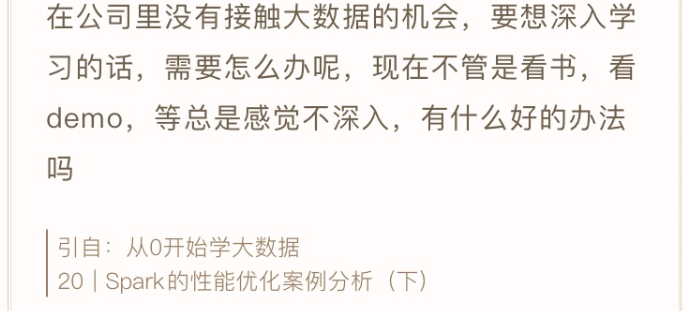 在公司里没有接触大数据的机会，要想深入学
习的话，需要怎么办呢，现在不管是看书，看
demo，等总是感觉不深入，有什么好的办法
吗
引自：从0开始学大数据
20｜Spark的性能优化案例分析（下）